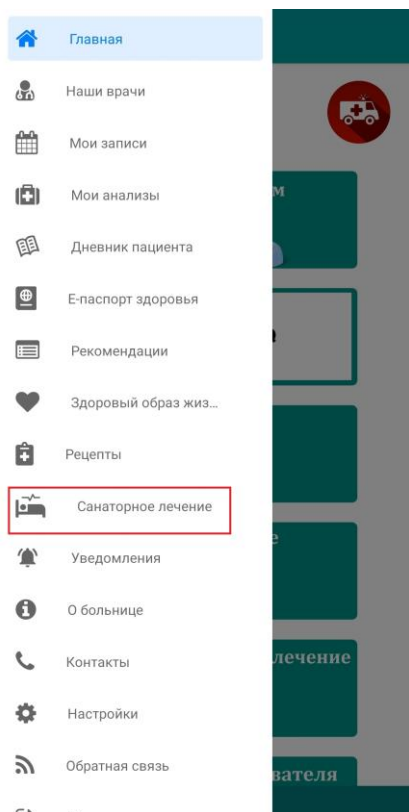 Главная
Наши врачи
Мои записи
м
Мои анализы
Дневник пациента
Е-паспорт здоровья
Рекомендации
Здоровый образ жиз...
Рецепты
Санаторное лечение
Уведомления
О больнице
Контакты
лечение
Настройки
Обратная связь
вателя